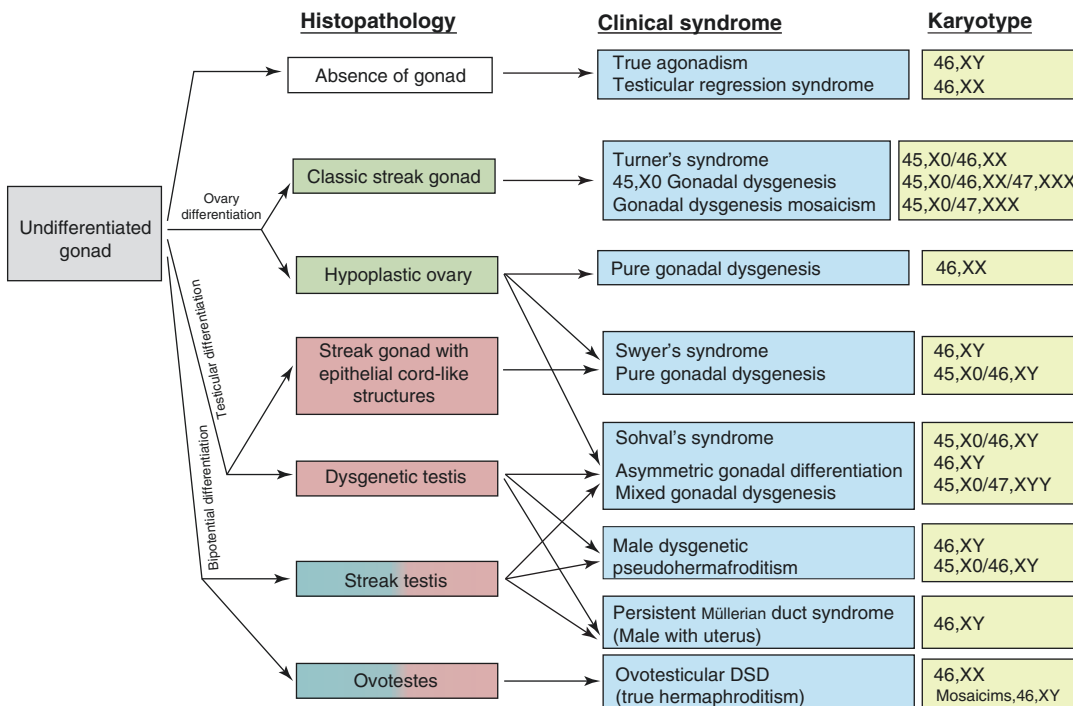 Histopathology
Clinical syndrome
Karyotype
Absence of gonad
True agonadism
Testicular regression syndrome
46,XY
46,XX
Undifferentiated
gonad
Ovary
differentiation
Classic streak gonad
Turner’s syndrome
45,X0 Gonadal dysgenesis
Gonadal dysgenesis mosaicism
45,X0/46,XX
45,X0/46,XX/47,XXX
45,X0/47,XXX
Hypoplastic ovary
Pure gonadal dysgenesis
46,XX
Testicular differentiation
Streak gonad with
epithelial cord-like
structures
Swyer’s syndrome
Pure gonadal dysgenesis
46,XY
45,X0/46,XY
Bipotential differentiation
Dysgenetic testis
Sohval’s syndrome
Asymmetric gonadal differentiation
Mixed gonadal dysgenesis
45,X0/46,XY
46,XY
45,X0/47,XYY
Streak testis
Male dysgenetic
pseudohermafroditism
46,XY
45,X0/46,XY
Persistent Müllerian duct syndrome
(Male with uterus)
46,XY
Ovotestes
Ovotesticular DSD
(true hermaphroditism)
46,XX
Mosaicims,46,XY